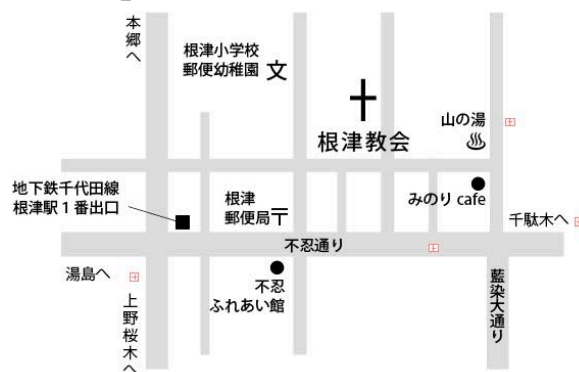 本郷へ
根津小学校
郵便幼稚園
文
根津教会
山の湯
地下鉄千代田線
根津駅1番出口
根津
郵便局〒
みのり cafe
千駄木へ
不忍通り
湯島へ
不忍
ふれあい館
上野桜木へ
藍染大通り